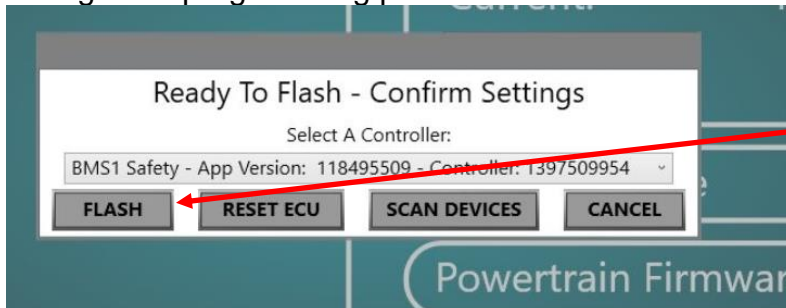 Ready To Flash - Confirm Settings
Select A Controller:
BMS1 Safety - App Version: 118495509 - Controller: 1397509954
FLASH RESET ECU SCAN DEVICES CANCEL
Powertrain Firmwar